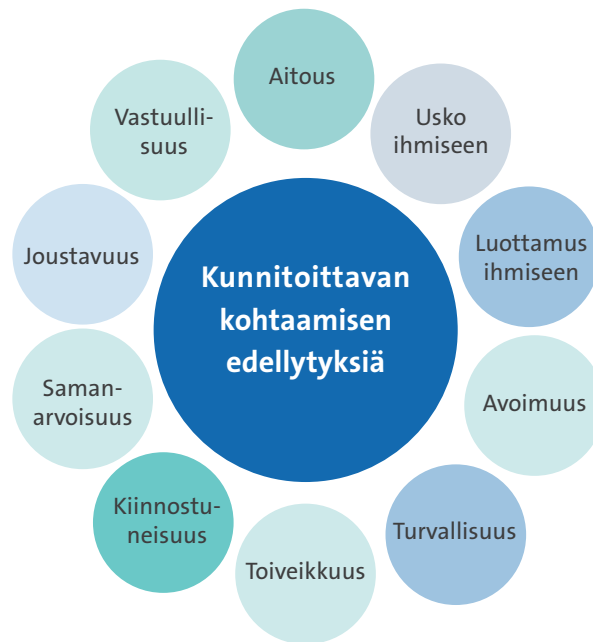 Aitous
Usko
ihmiseen
Luottamus
ihmiseen
Avoimuus
Turvallisuus
Toiveikkuus
Kiinnostu-
neisuus
Saman-
arvoisuus
Joustavuus
Vastuulli-
suus
Kunnitoittavan
kohtaamisen
edellytyksiä